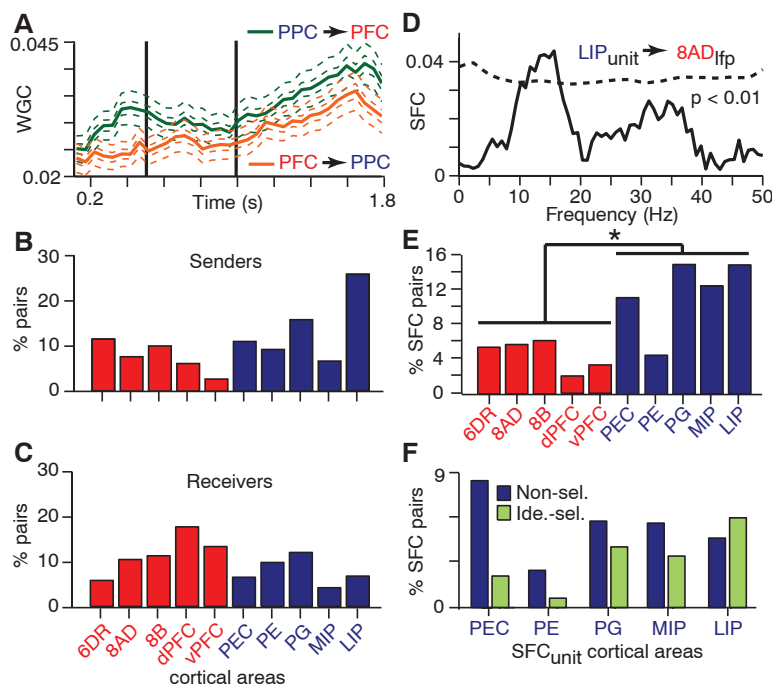 A
PPC → PFC
0.045
WGC
0.02
PFC → PPC
0.2
Time (s)
1.8
B
30
Senders
20
% pairs
10
0
C
30
Receivers
20
% pairs
10
0
6DR 8AD 8B dPFC vPFC PEC PE PG MIP LIP
cortical areas
D
LIPunit → 8ADlfp
0.04
p < 0.01
SFC
0
0 10 20 30 40 50
Frequency (Hz)
E
16
*
12
% SFC pairs
8
4
0
6DR 8AD 8B dPFC vPFC PEC PE PG MIP LIP
F
9
Non-sel.
Ide.-sel.
% SFC pairs
0
PEC PE PG MIP LIP
SFCunit cortical areas